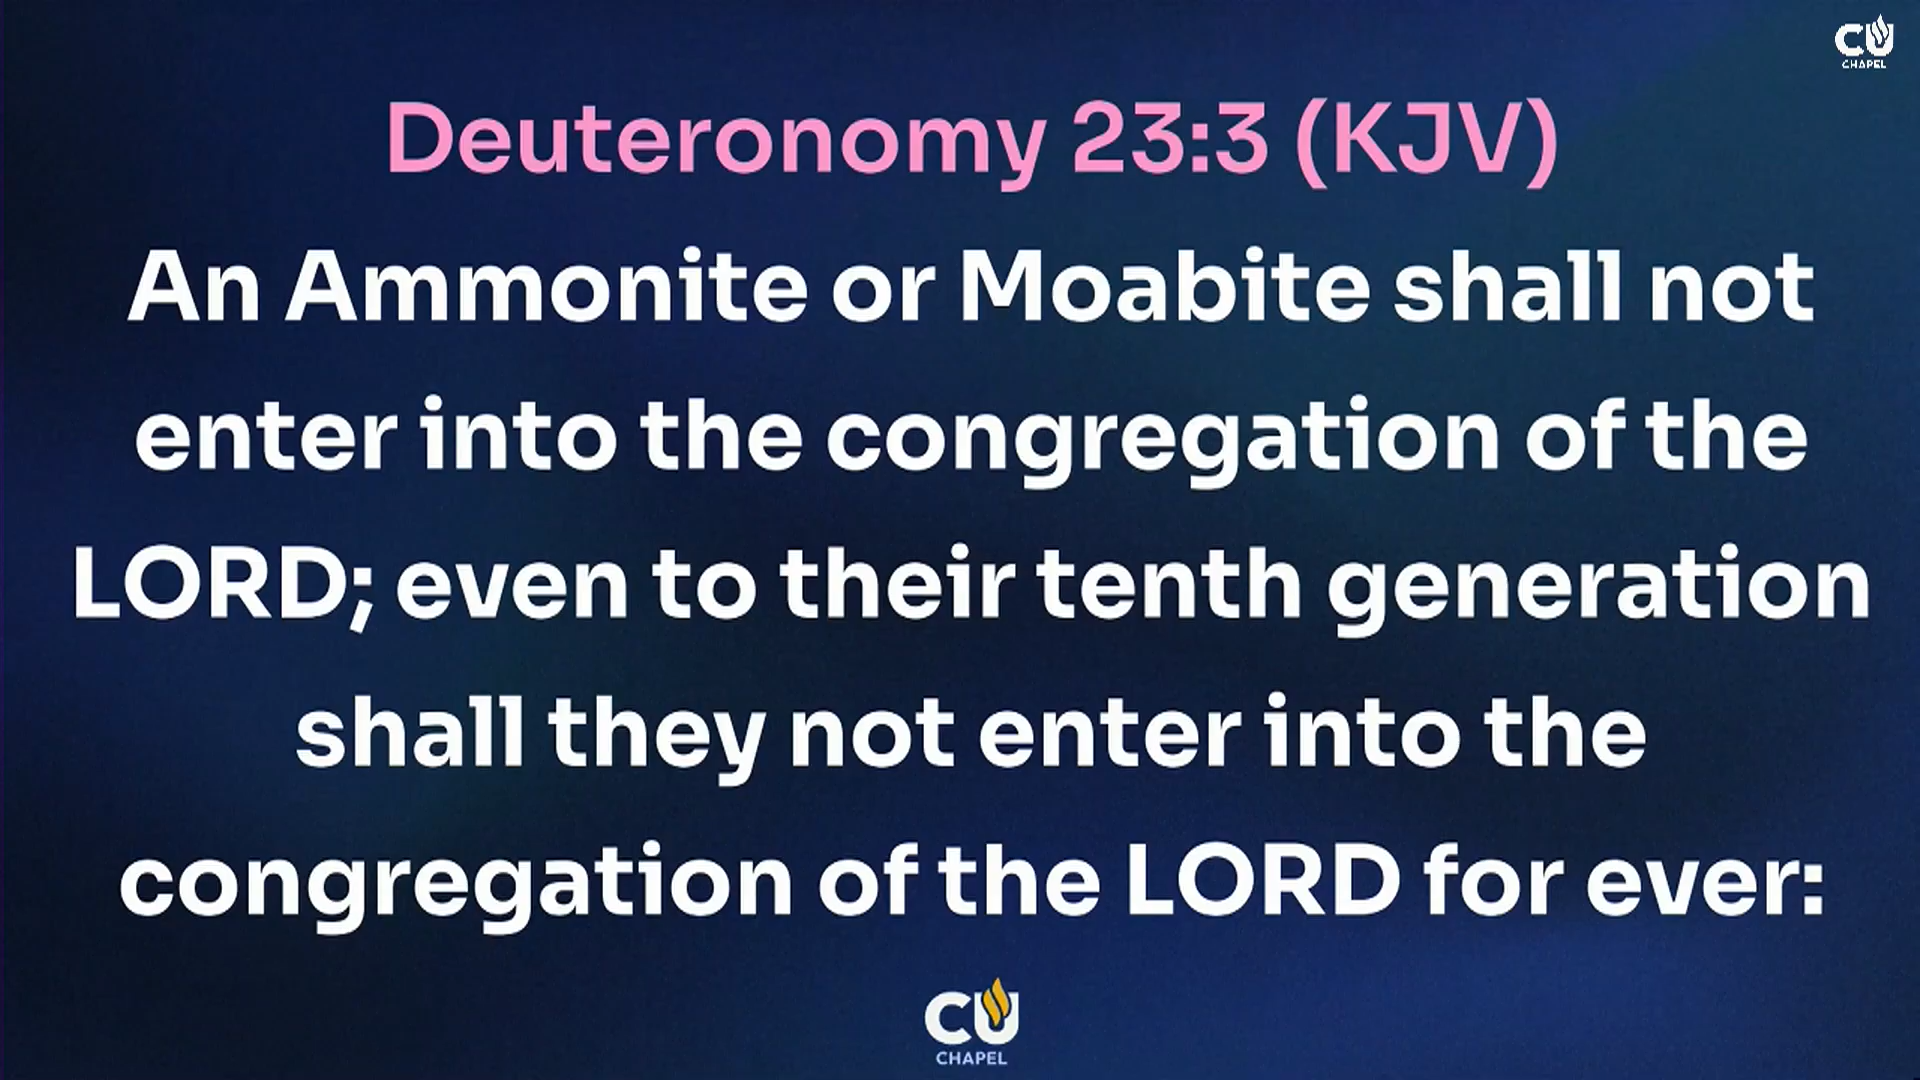 CU
CHAPEL
Deuteronomy 23:3 (KJV)
An Ammonite or Moabite shall not
enter into the congregation of the
LORD; even to their tenth generation
shall they not enter into the
congregation of the LORD for ever:
CU
CHAPEL